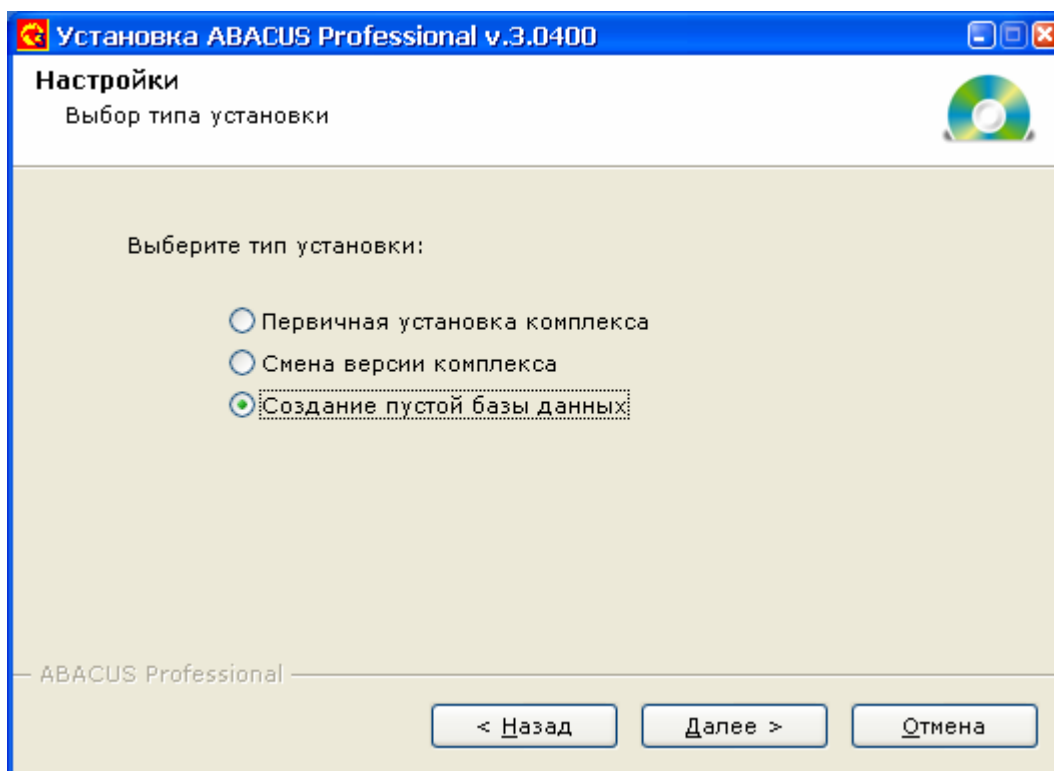 Установка ABACUS Professional v.3.0400
Настройки
Выбор типа установки
Выберите тип установки:
Первичная установка комплекса
Смена версии комплекса
Создание пустой базы данных
ABACUS Professional
< Назад
Далее >
Отмена